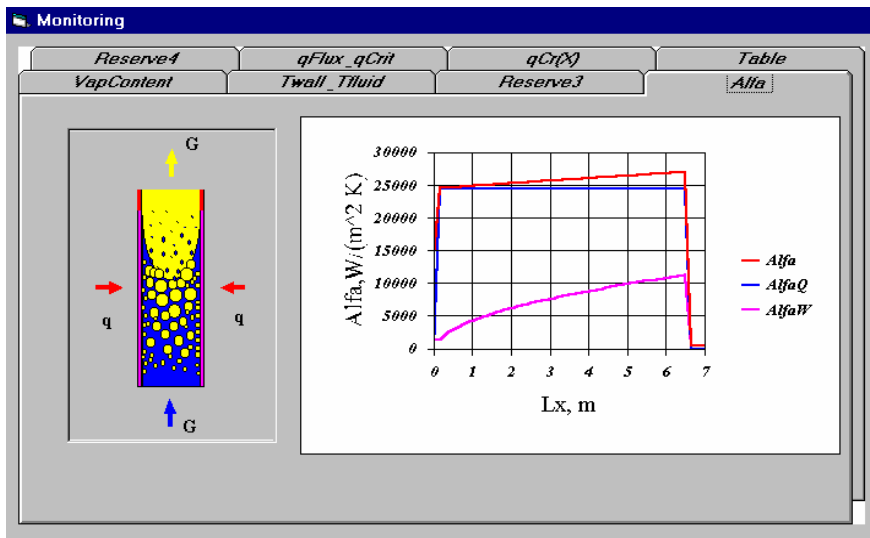 Monitoring
Reserve4 qFlux_qCrit qCr(X) Table
VapContent Twall_Tfluid Reserve3 Alfa
G
q q
G
Alfa,W/(m^2 K)
30000
25000
20000
15000
10000
5000
0
0 1 2 3 4 5 6 7
Lx, m
Alfa
AlfaQ
AlfaW